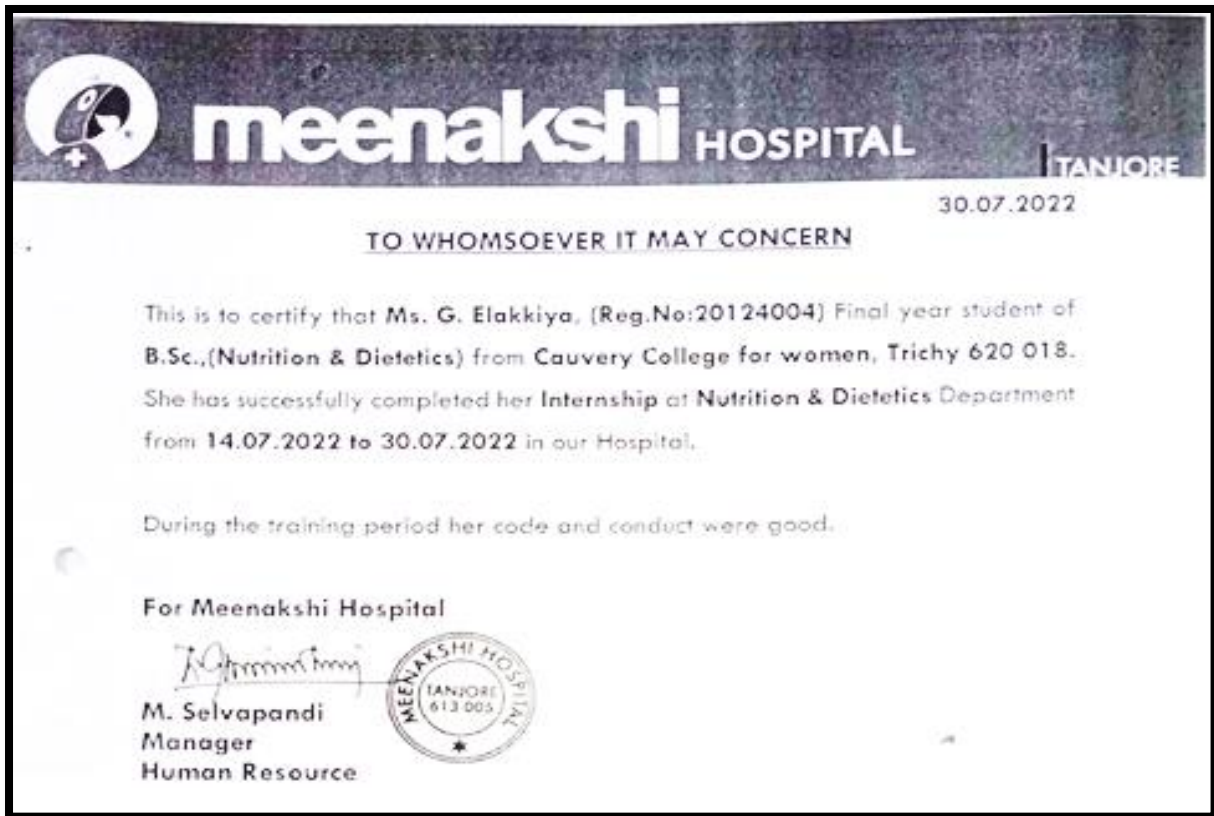 meenakshi HOSPITAL
TANJORE
30.07.2022
TO WHOMSOEVER IT MAY CONCERN
This is to certify that Ms. G. Elakkiya, (Reg.No:20124004) Final year student of
B.Sc.,(Nutrition & Dietetics) from Cauvery College for women, Trichy 620 018.
She has successfully completed her Internship at Nutrition & Dietetics Department
from 14.07.2022 to 30.07.2022 in our Hospital.
During the training period her code and conduct were good.
For Meenakshi Hospital
MEENAKSHI HOSPITAL
TANJORE
613 005
M. Selvapandi
Manager
Human Resource